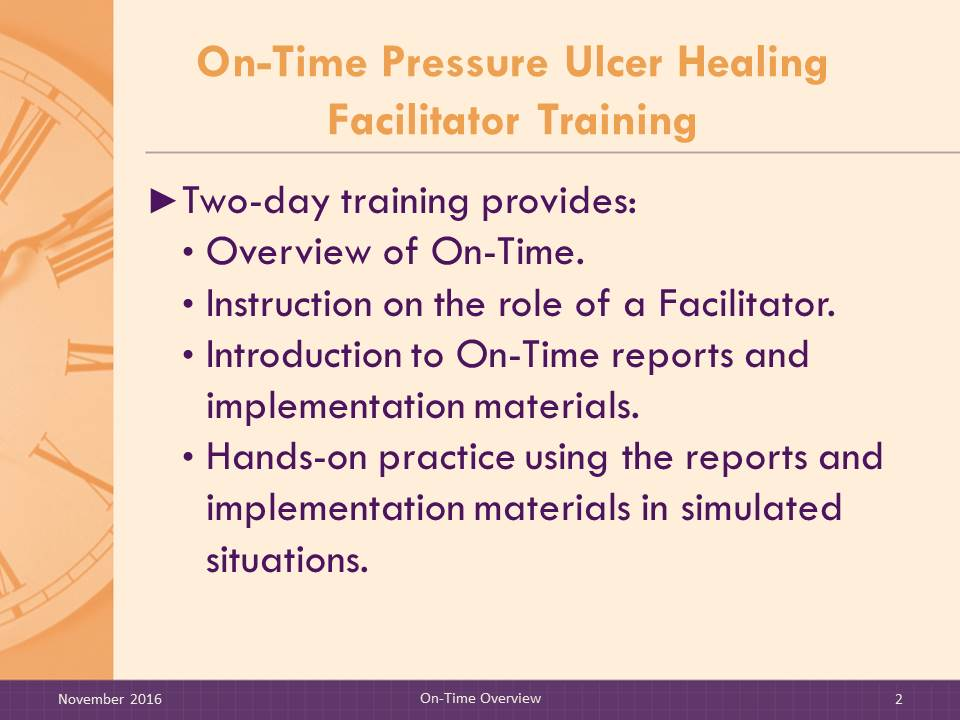 On-Time Pressure Ulcer Healing
Facilitator Training
►Two-day training provides:
• Overview of On-Time.
• Instruction on the role of a Facilitator.
• Introduction to On-Time reports and
implementation materials.
• Hands-on practice using the reports and
implementation materials in simulated
situations.
November 2016
On-Time Overview
2